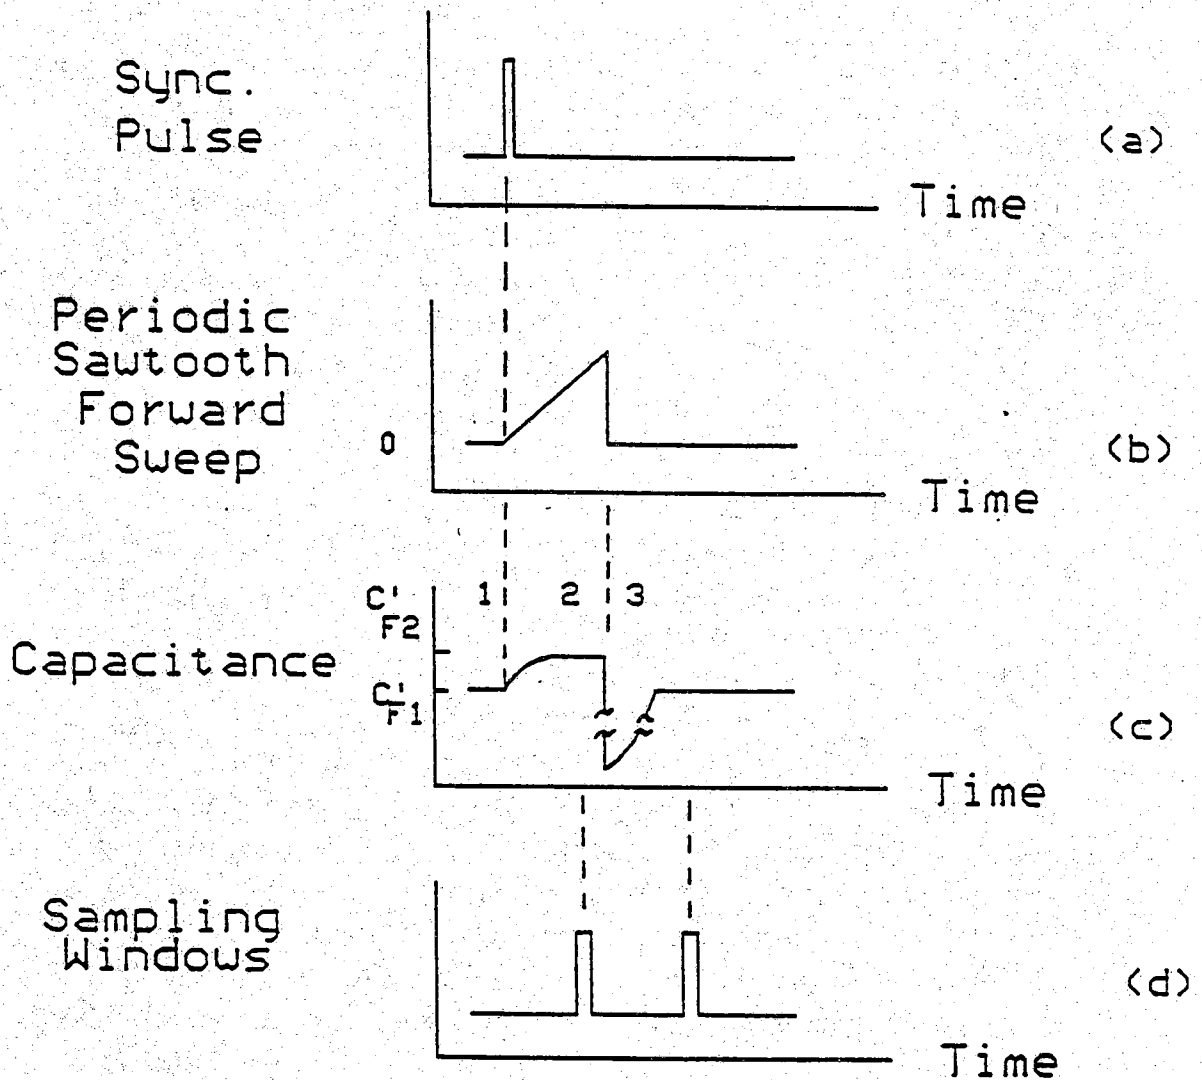 Sync.
Pulse
(a)
Time
Periodic
Sawtooth
Forward
Sweep
0
(b)
Time
1 2 3
C'F2
Capacitance
C'F1
(c)
Time
Sampling
Windows
(d)
Time